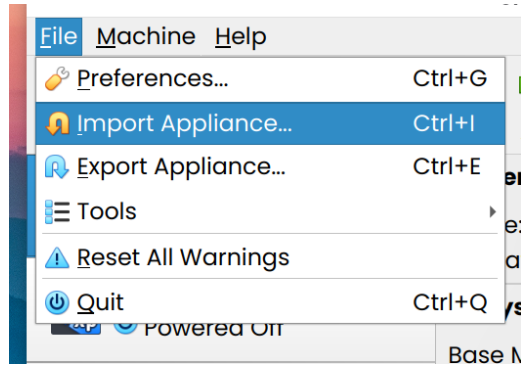 File Machine Help
Preferences... Ctrl+G
Import Appliance... Ctrl+I
Export Appliance... Ctrl+E
Tools
Reset All Warnings
Quit Ctrl+Q
Powered Off
Base